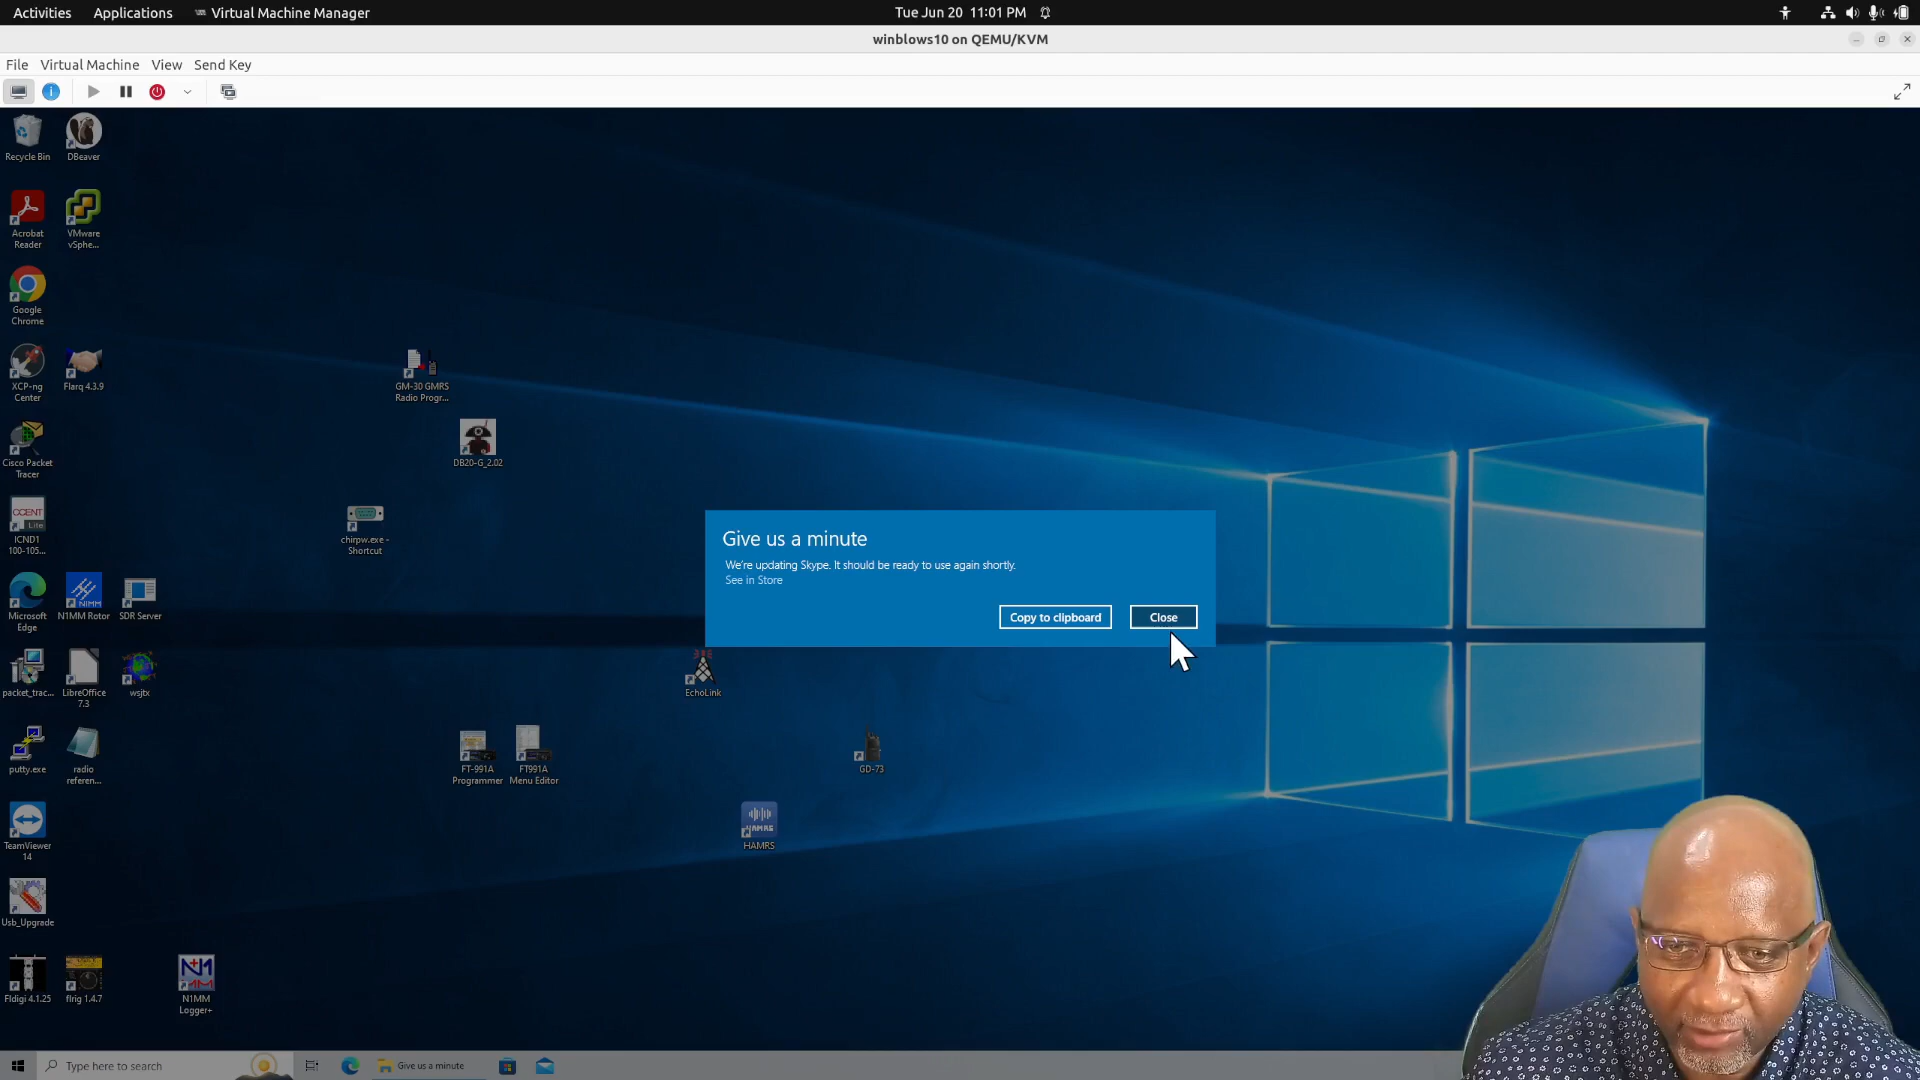 Activities Applications Virtual Machine Manager Tue Jun 20 11:01 PM
winblows10 on QEMU/KVM
File Virtual Machine View Send Key
Recycle Bin
DBeaver
Acrobat
Reader
VMware
vSphe...
Google
Chrome
XCP-ng
Center
Flarq 4.3.9
GM-30 GMRS
Radio Progr...
DB20-G_2.02
Cisco Packet
Tracer
CCENT
Lite
ICND1
100-105...
chirpw.exe -
Shortcut
Give us a minute
We're updating Skype. It should be ready to use again shortly.
See in Store
Copy to clipboard Close
Microsoft
Edge
N1MM
N1MM Rotor
SDR Server
packet_trac...
LibreOffice
7.3
wsjtx
EchoLink
putty.exe
radio
referen...
FT-991A
Programmer
FT991A
Menu Editor
GD-73
TeamViewer
14
HAMRS
HAMRS
Usb_Upgrade
Fldigi 4.1.25
flrig 1.4.7
N1
MM
N1MM
Logger+
Type here to search
Give us a minute